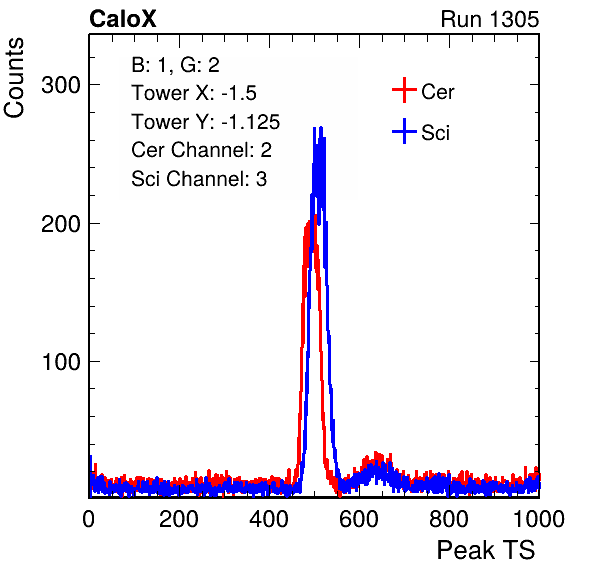 CaloX Run 1305
Counts
B: 1, G: 2
Tower X: -1.5
Tower Y: -1.125
Cer Channel: 2
Sci Channel: 3
Cer
Sci
300
200
100
0 200 400 600 800 1000
Peak TS